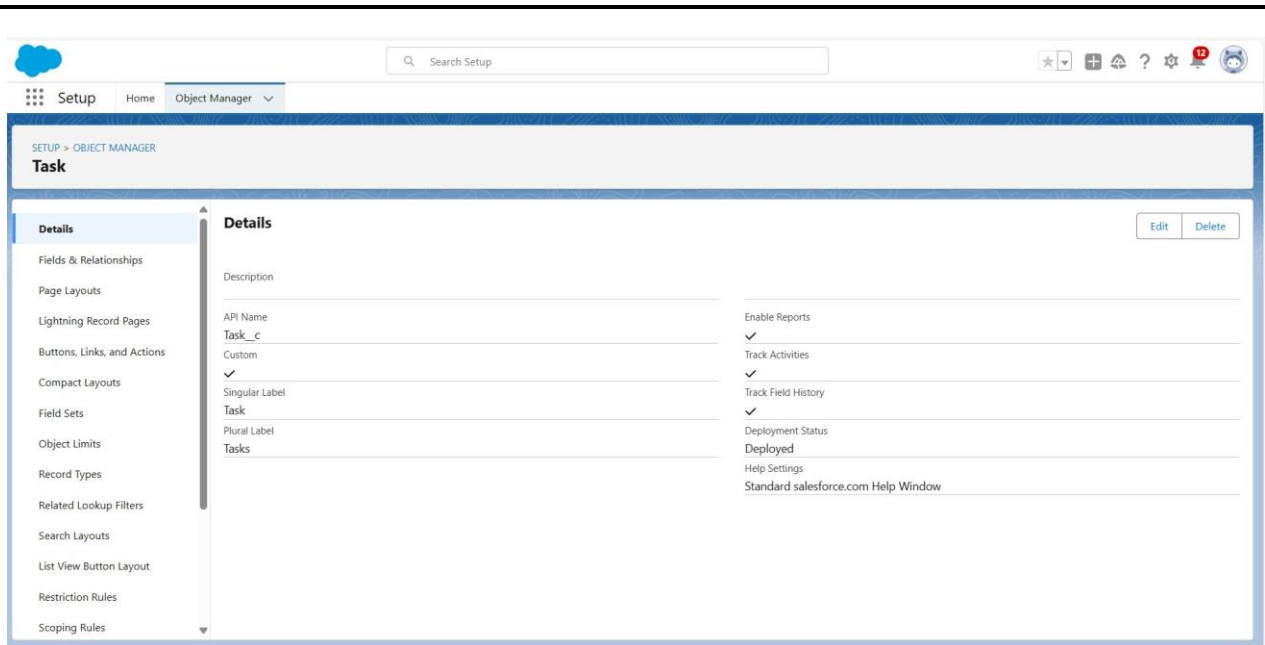 Search Setup
12
Setup Home Object Manager
SETUP > OBJECT MANAGER
Task
Details
Fields & Relationships
Page Layouts
Lightning Record Pages
Buttons, Links, and Actions
Compact Layouts
Field Sets
Object Limits
Record Types
Related Lookup Filters
Search Layouts
List View Button Layout
Restriction Rules
Scoping Rules
Details
Edit Delete
Description
API Name
Task__c
Custom
Singular Label
Task
Plural Label
Tasks
Enable Reports
Track Activities
Track Field History
Deployment Status
Deployed
Help Settings
Standard salesforce.com Help Window